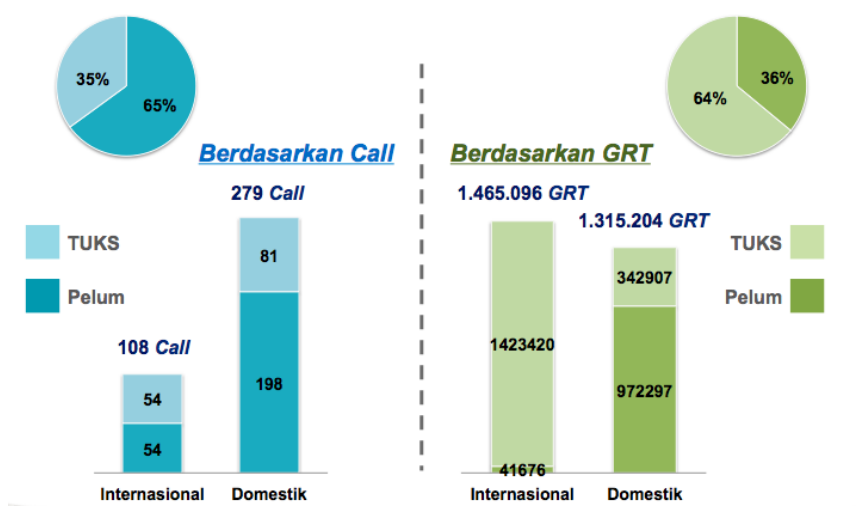 35%
65%
36%
64%
Berdasarkan Call
Berdasarkan GRT
279 Call
1.465.096 GRT
1.315.204 GRT
TUKS
Pelum
TUKS
Pelum
81
198
108 Call
54
54
342907
1423420
972297
41676
Internasional
Domestik
Internasional
Domestik